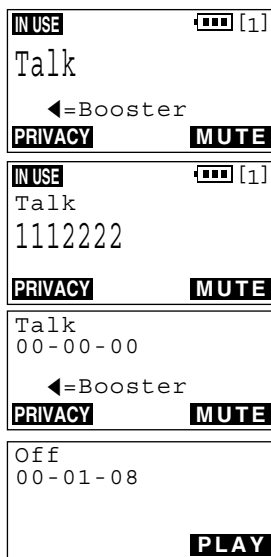 IN USE [1]
Talk
◀=Booster
PRIVACY MUTE
IN USE [1]
Talk
1112222
PRIVACY MUTE
Talk
00-00-00
◀=Booster
PRIVACY MUTE
Off
00-01-08
PLAY